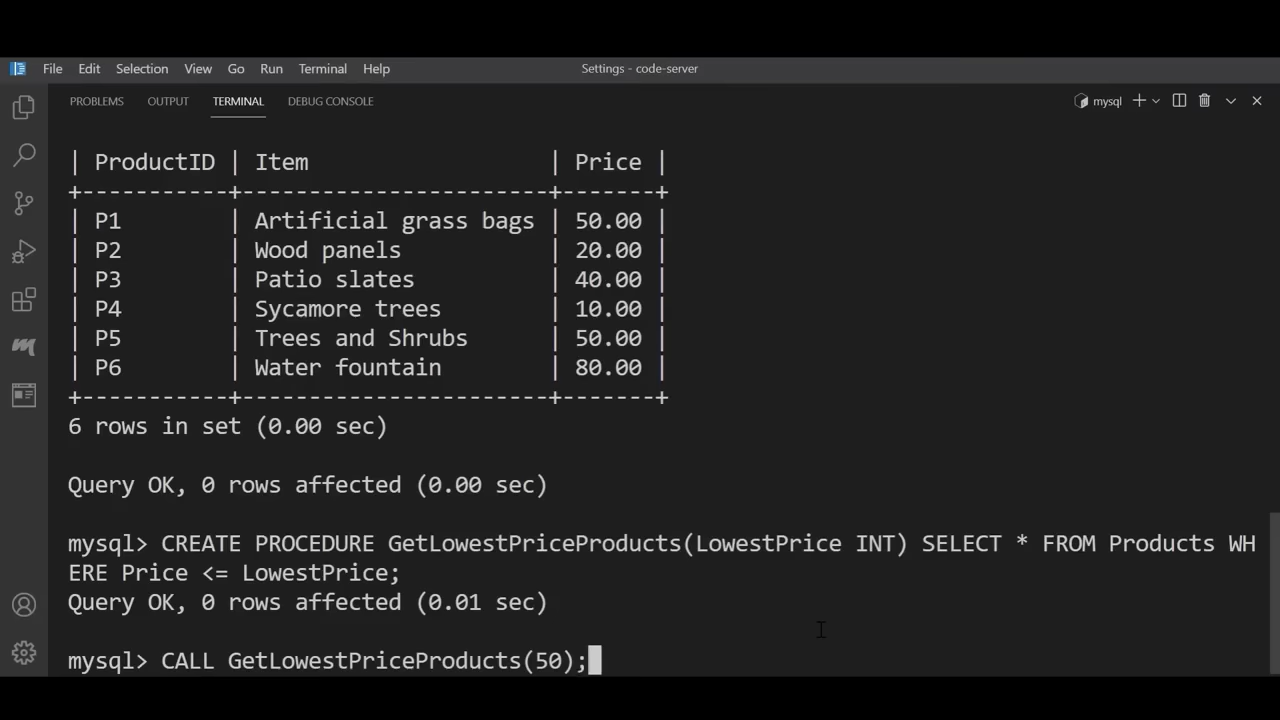 File Edit Selection View Go Run Terminal Help Settings - code-server
PROBLEMS OUTPUT TERMINAL DEBUG CONSOLE mysql
| ProductID | Item                 | Price |
+-----------+----------------------+-------+
| P1        | Artificial grass bags | 50.00 |
| P2        | Wood panels          | 20.00 |
| P3        | Patio slates         | 40.00 |
| P4        | Sycamore trees       | 10.00 |
| P5        | Trees and Shrubs     | 50.00 |
| P6        | Water fountain       | 80.00 |
+-----------+----------------------+-------+
6 rows in set (0.00 sec)
Query OK, 0 rows affected (0.00 sec)
mysql> CREATE PROCEDURE GetLowestPriceProducts(LowestPrice INT) SELECT * FROM Products WH
ERE Price <= LowestPrice;
Query OK, 0 rows affected (0.01 sec)
mysql> CALL GetLowestPriceProducts(50);